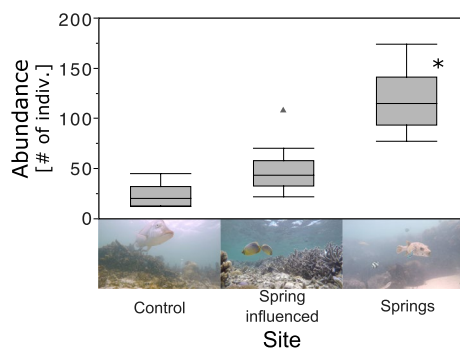 200
150
100
50
0
Abundance
[# of indiv.]
*
Control
Spring
influenced
Springs
Site